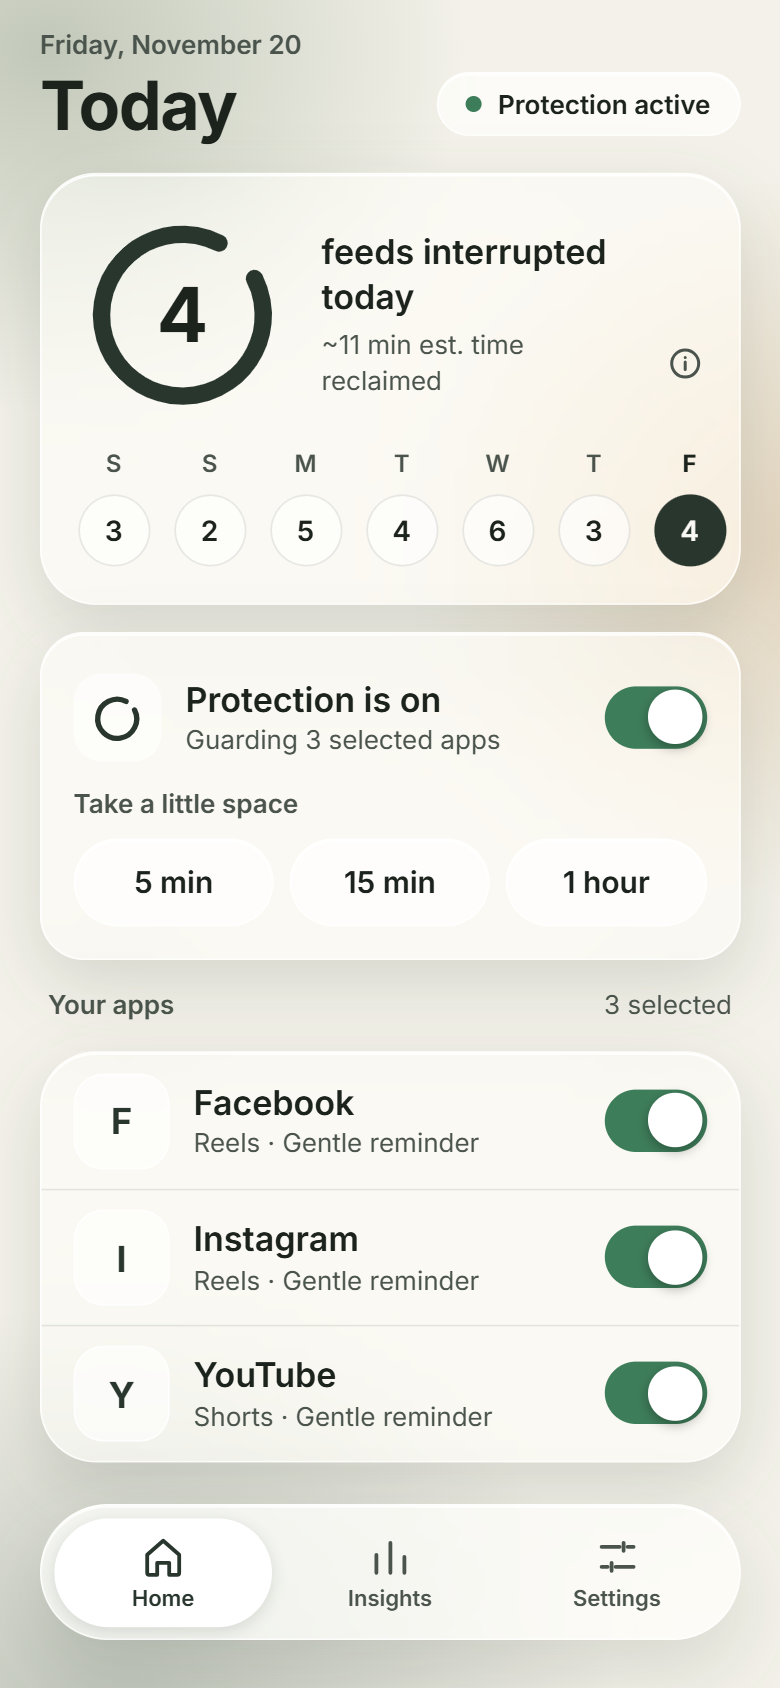 Friday, November 20
Today
Protection active
4
feeds interrupted
today
~11 min est. time
reclaimed
S S M T W T F
3 2 5 4 6 3 4
Protection is on
Guarding 3 selected apps
Take a little space
5 min 15 min 1 hour
Your apps 3 selected
F
Facebook
Reels · Gentle reminder
I
Instagram
Reels · Gentle reminder
Y
YouTube
Shorts · Gentle reminder
Home Insights Settings